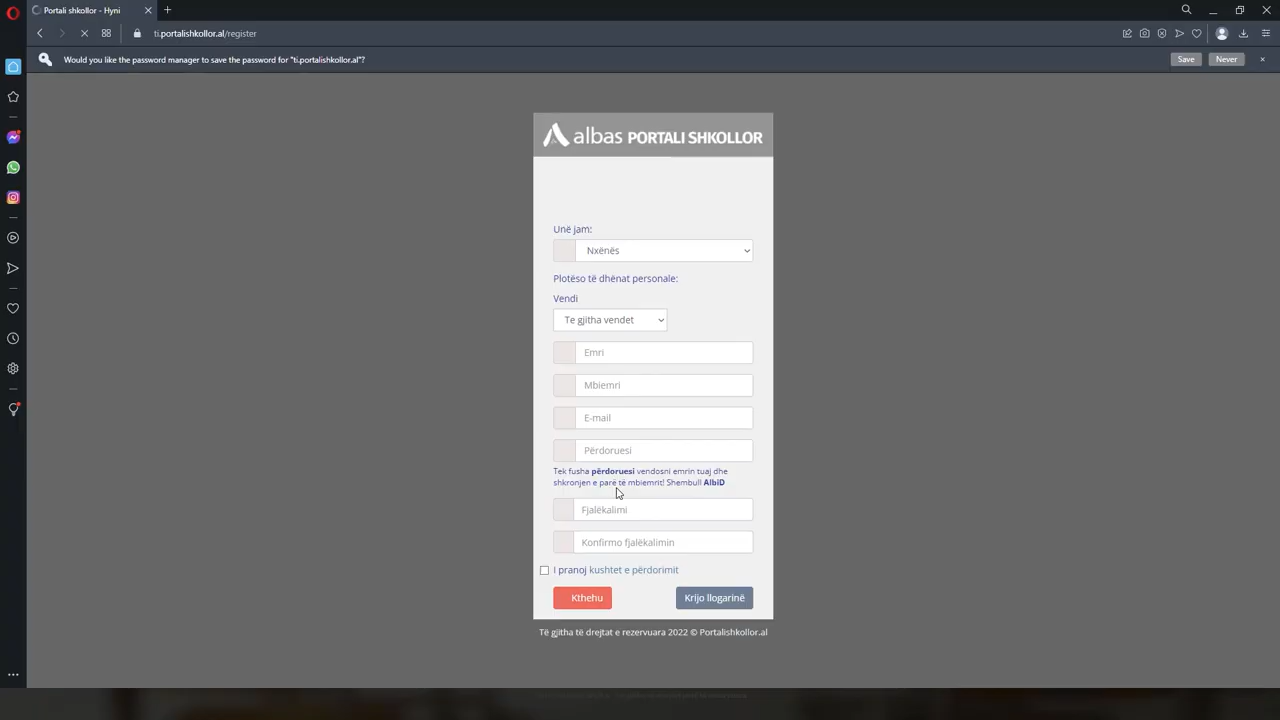 Portali shkollor - Hyni
ti.portalishkollor.al/register
Would you like the password manager to save the password for "ti.portalishkollor.al"?
Save
Never
albas PORTALI SHKOLLOR
Unë jam:
Nxënës
Plotëso të dhënat personale:
Vendi
Te gjitha vendet
Emri
Mbiemri
E-mail
Përdoruesi
Tek fusha përdoruesi vendosni emrin tuaj dhe
shkronjen e parë të mbiemrit! Shembull AlbiD
Fjalëkalimi
Konfirmo fjalëkalimin
I pranoj kushtet e përdorimit
Kthehu
Krijo llogarinë
Të gjitha të drejtat e rezervuara 2022 © Portalishkollor.al